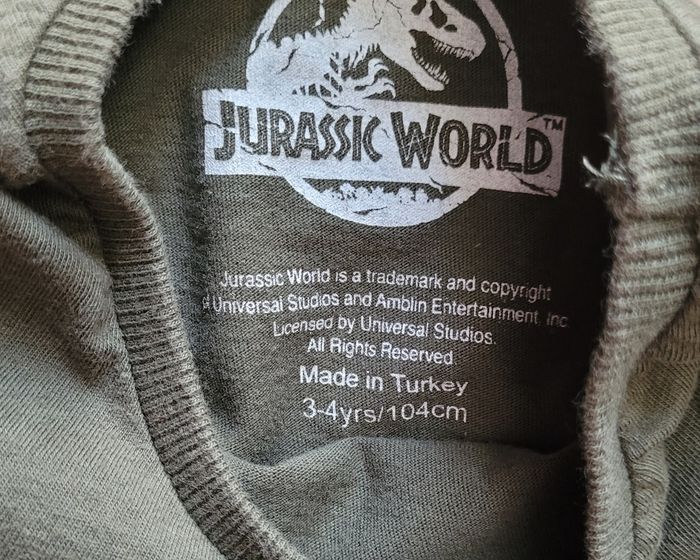 JURASSIC WORLD™
Jurassic World is a trademark and copyright
of Universal Studios and Amblin Entertainment, Inc
Licensed by Universal Studios.
All Rights Reserved
Made in Turkey
3-4yrs/104cm